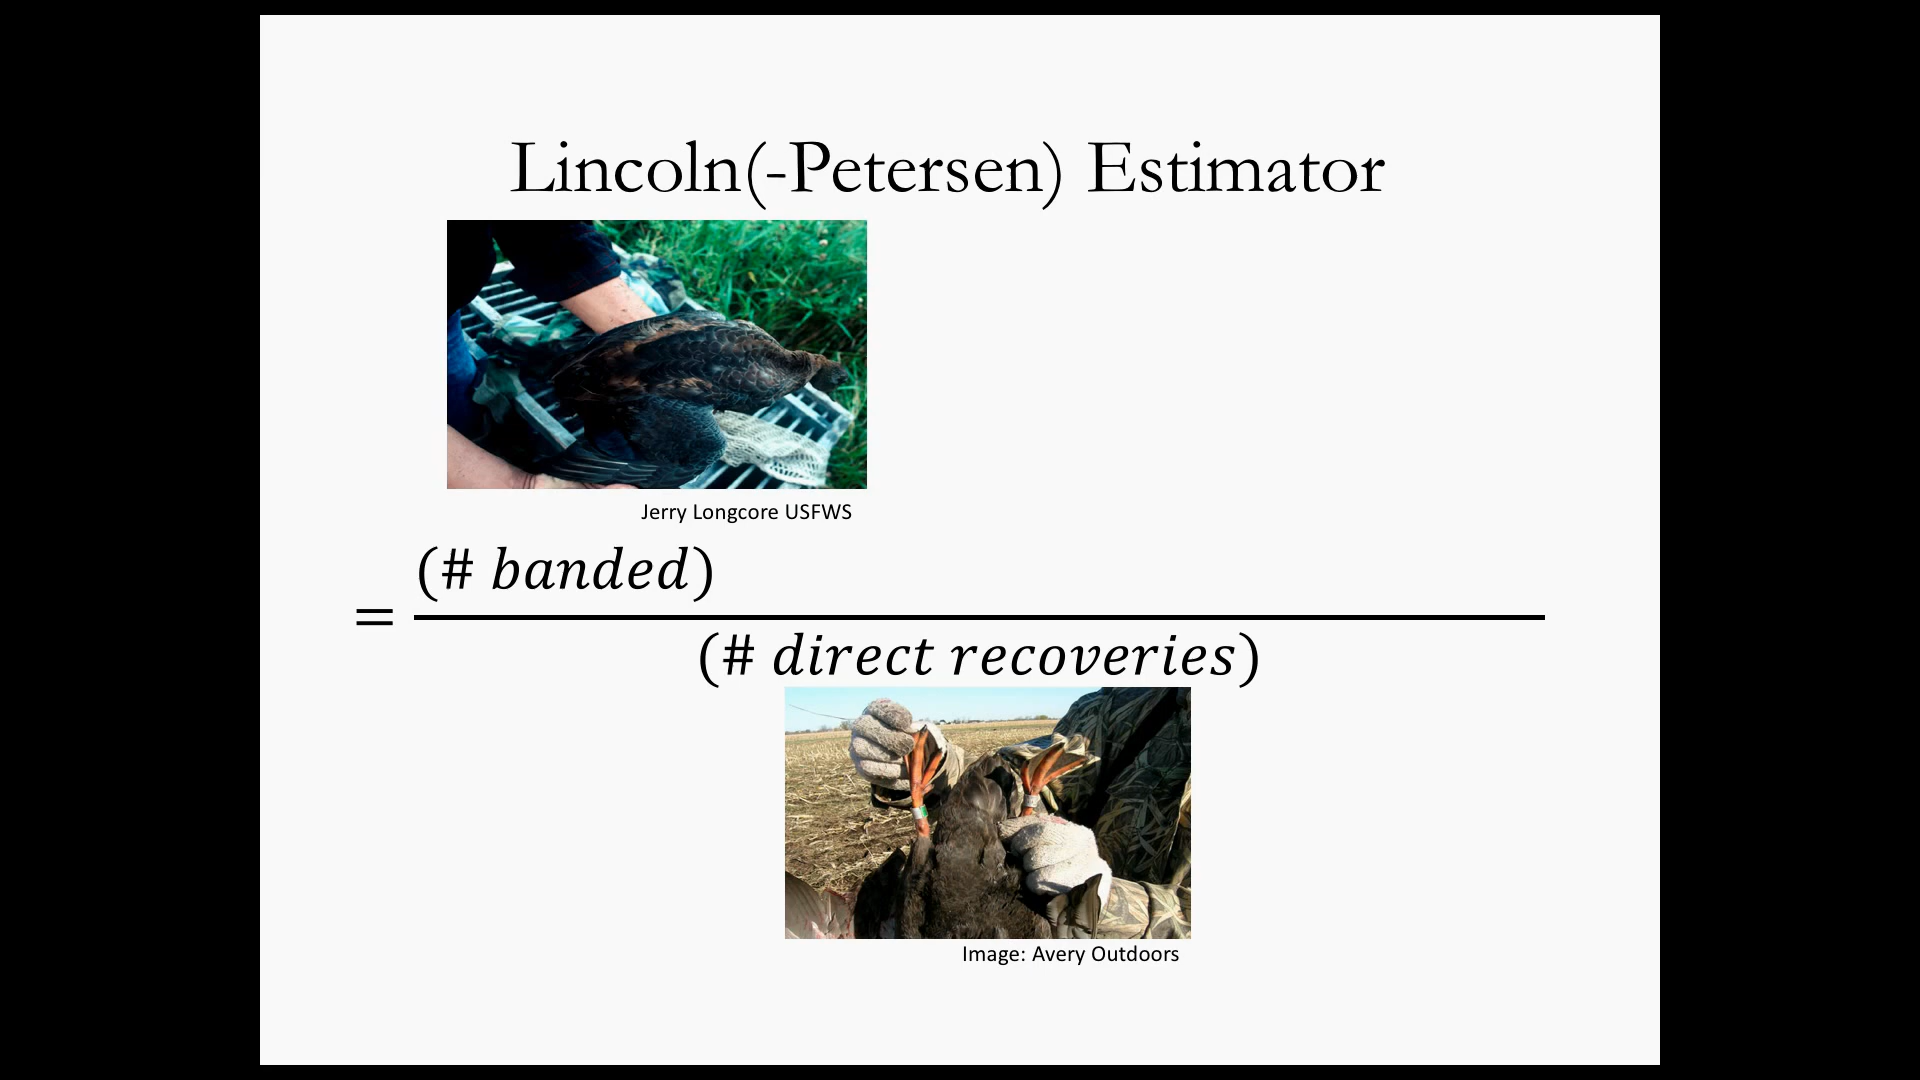 Lincoln(-Petersen) Estimator
Jerry Longcore USFWS
(# banded)
=
(# direct recoveries)
Image: Avery Outdoors